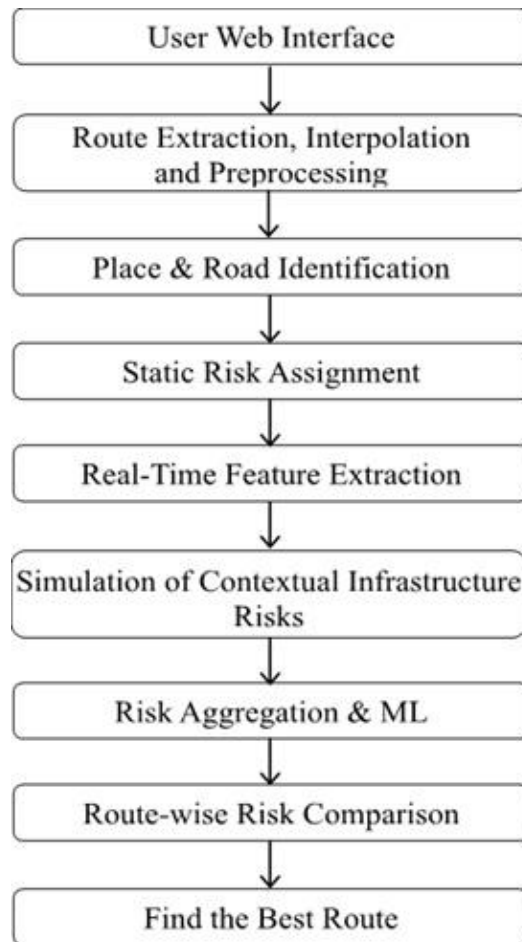 User Web Interface
Route Extraction, Interpolation
and Preprocessing
Place & Road Identification
Static Risk Assignment
Real-Time Feature Extraction
Simulation of Contextual Infrastructure
Risks
Risk Aggregation & ML
Route-wise Risk Comparison
Find the Best Route